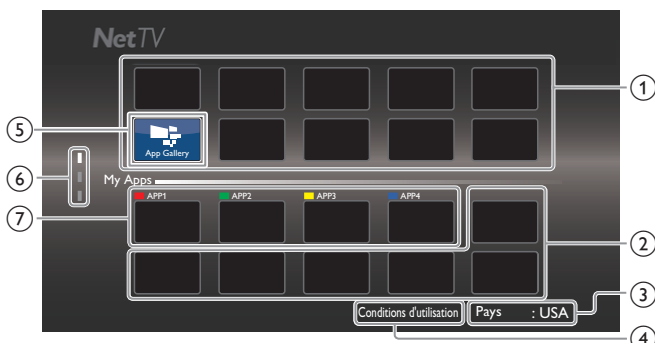 NetTV
1
5
App Gallery
6
My Apps
7
APP1 APP2 APP3 APP4
2
3
Conditions d'utilisation
Pays : USA
4